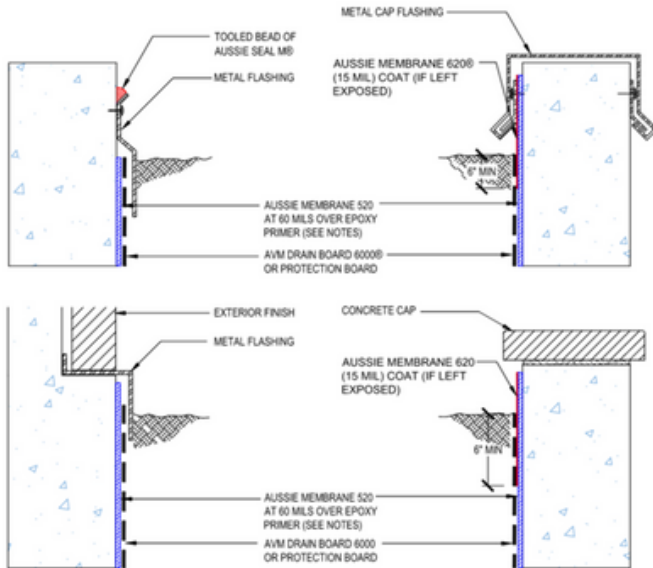 METAL CAP FLASHING
TOOLED BEAD OF
AUSSIE SEAL M®
METAL FLASHING
AUSSIE MEMBRANE 620®
(15 MIL) COAT (IF LEFT
EXPOSED)
6" MIN
AUSSIE MEMBRANE 520
AT 60 MILS OVER EPOXY
PRIMER (SEE NOTES)
AVM DRAIN BOARD 6000®
OR PROTECTION BOARD
EXTERIOR FINISH
METAL FLASHING
CONCRETE CAP
AUSSIE MEMBRANE 620
(15 MIL) COAT (IF LEFT
EXPOSED)
6" MIN
AUSSIE MEMBRANE 520
AT 60 MILS OVER EPOXY
PRIMER (SEE NOTES)
AVM DRAIN BOARD 6000
OR PROTECTION BOARD